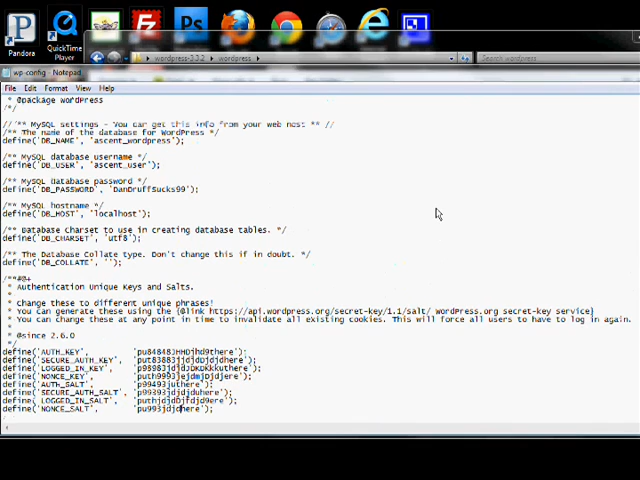 Pandora
QuickTime
Player
wordpress-3.3.2
wordpress
Search wordpress
wp-config - Notepad
File Edit Format View Help
* @package WordPress
*/
// ** MySQL settings - You can get this info from your web host ** //
/** The name of the database for WordPress */
define('DB_NAME', 'ascent_wordpress');
/** MySQL database username */
define('DB_USER', 'ascent_user');
/** MySQL database password */
define('DB_PASSWORD', 'DanDruffSucks99');
/** MySQL hostname */
define('DB_HOST', 'localhost');
/** Database Charset to use in creating database tables. */
define('DB_CHARSET', 'utf8');
/** The Database Collate type. Don't change this if in doubt. */
define('DB_COLLATE', '');
/**#@+
* Authentication Unique Keys and Salts.
*
* Change these to different unique phrases!
* You can generate these using the {@link https://api.wordpress.org/secret-key/1.1/salt/ WordPress.org secret-key service}
* You can change these at any point in time to invalidate all existing cookies. This will force all users to have to log in again.
*
* @since 2.6.0
*/
define('AUTH_KEY',
define('SECURE_AUTH_KEY',
define('LOGGED_IN_KEY',
define('NONCE_KEY',
define('AUTH_SALT', 'p99493juthere');
define('SECURE_AUTH_SALT',
define('LOGGED_IN_SALT',
define('NONCE_SALT', 'pu993jdjdhere');